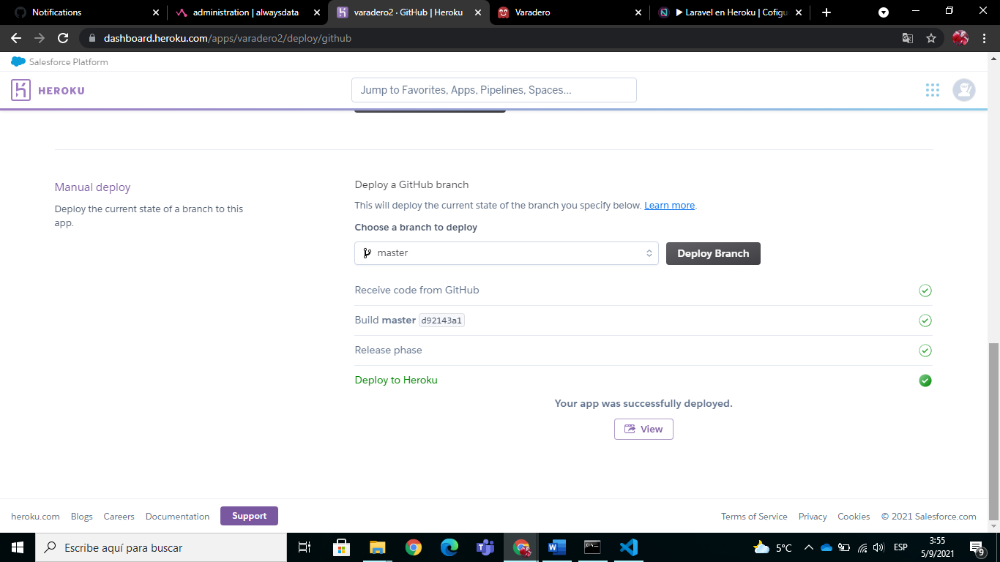 Notifications
administration | alwaysdata
varadero2 · GitHub | Heroku
Varadero
▶ Laravel en Heroku | Cofigu
dashboard.heroku.com/apps/varadero2/deploy/github
Salesforce Platform
HEROKU
Jump to Favorites, Apps, Pipelines, Spaces...
Manual deploy
Deploy the current state of a branch to this
app.
Deploy a GitHub branch
This will deploy the current state of the branch you specify below. Learn more.
Choose a branch to deploy
master
Deploy Branch
Receive code from GitHub
Build master d92143a1
Release phase
Deploy to Heroku
Your app was successfully deployed.
View
heroku.com
Blogs
Careers
Documentation
Support
Terms of Service
Privacy
Cookies
© 2021 Salesforce.com
Escribe aquí para buscar
5°C
ESP
3:55
5/9/2021
9